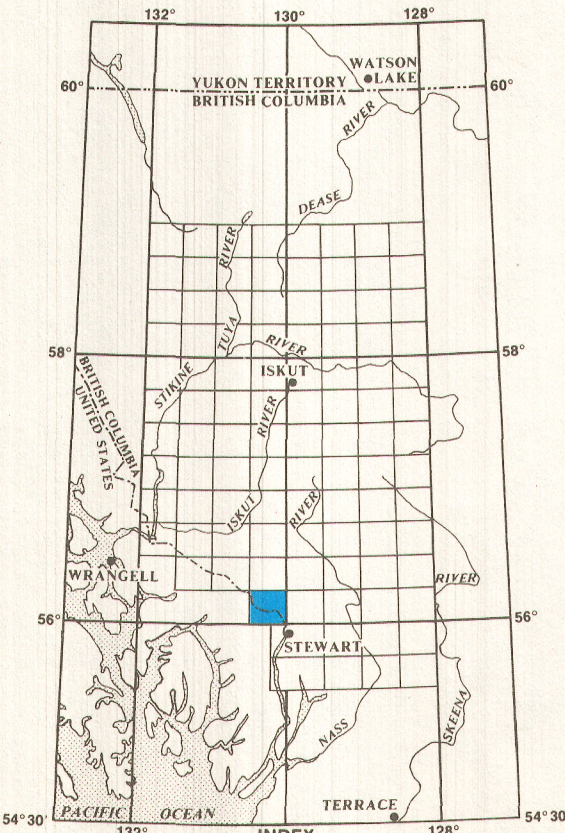 132° 130° 128°
WATSON
LAKE
60° 60°
YUKON TERRITORY
BRITISH COLUMBIA
RIVER
DEASE
RIVER
TUYA
RIVER
58° 58°
ISKUT
STIKINE
BRITISH COLUMBIA
UNITED STATES
RIVER
ISKUT
RIVER
WRANGELL
RIVER
56° 56°
STEWART
SKEENA
NASS
54°30' 54°30'
PACIFIC OCEAN
TERRACE
132° 128°
INDEX